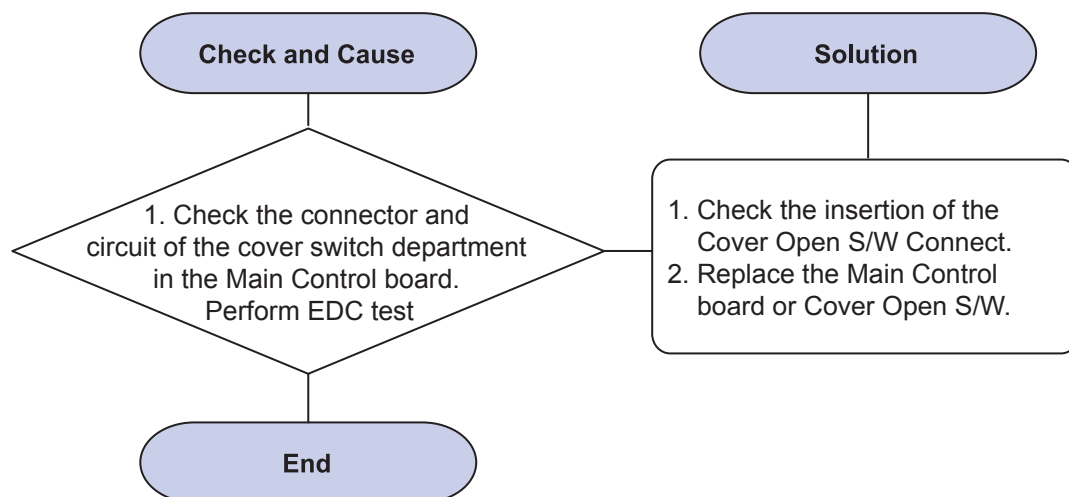 Check and Cause
Solution
1. Check the connector and
circuit of the cover switch department
in the Main Control board.
Perform EDC test
1. Check the insertion of the
Cover Open S/W Connect.
2. Replace the Main Control
board or Cover Open S/W.
End